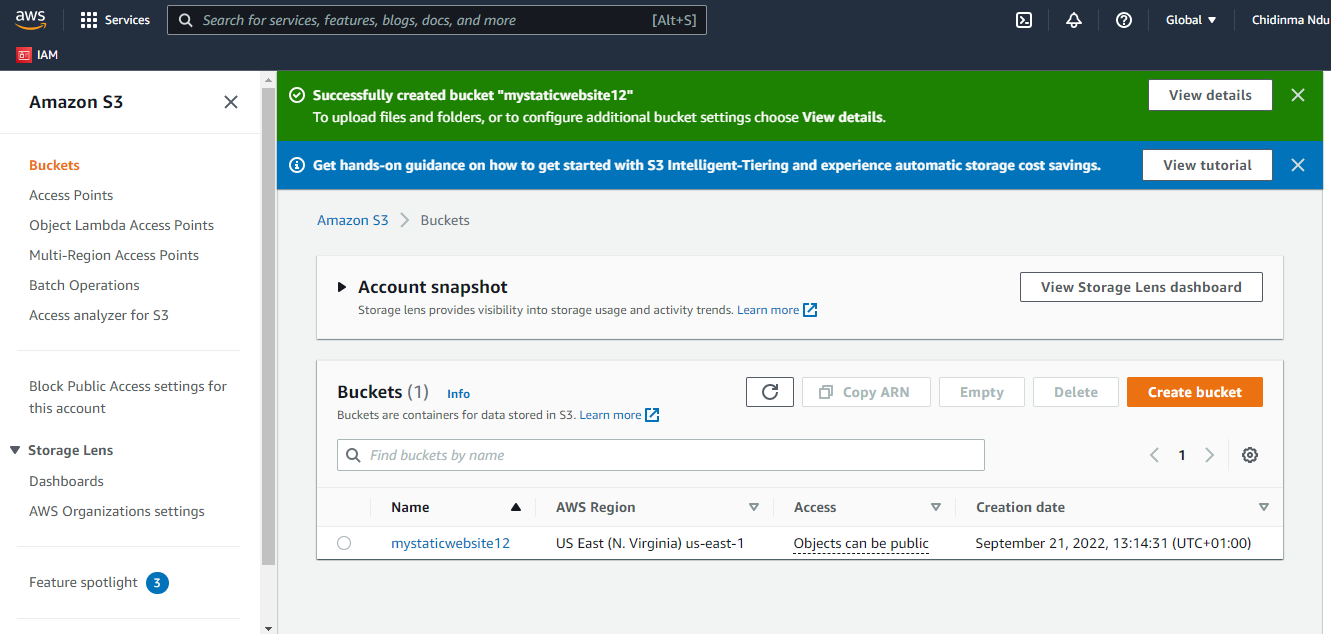 aws
Services
Search for services, features, blogs, docs, and more
[Alt+S]
Global
Chidinma Ndu
IAM
Amazon S3
Buckets
Access Points
Object Lambda Access Points
Multi-Region Access Points
Batch Operations
Access analyzer for S3
Block Public Access settings for
this account
Storage Lens
Dashboards
AWS Organizations settings
Feature spotlight 3
Successfully created bucket "mystaticwebsite12"
To upload files and folders, or to configure additional bucket settings choose View details.
View details
Get hands-on guidance on how to get started with S3 Intelligent-Tiering and experience automatic storage cost savings.
View tutorial
Amazon S3 Buckets
Account snapshot
Storage lens provides visibility into storage usage and activity trends. Learn more
View Storage Lens dashboard
Buckets (1) Info
Buckets are containers for data stored in S3. Learn more
Copy ARN
Empty
Delete
Create bucket
Find buckets by name
1
Name AWS Region Access Creation date
mystaticwebsite12 US East (N. Virginia) us-east-1 Objects can be public September 21, 2022, 13:14:31 (UTC+01:00)